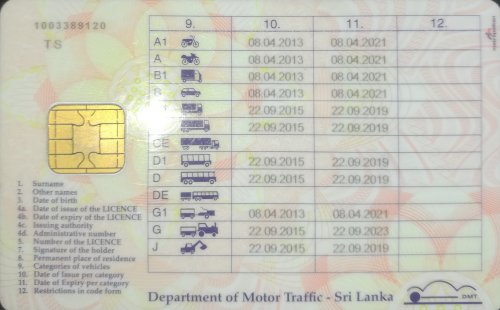 1003389120
TS
9. 10. 11. 12.
A1 08.04.2013 08.04.2021
A 08.04.2013 08.04.2021
B1 08.04.2013 08.04.2021
B 08.04.2013 08.04.2021
22.09.2015 22.09.2019
22.09.2015 22.09.2019
CE
D1 22.09.2015 22.09.2019
D 22.09.2015 22.09.2019
DE
G1 08.04.2013 08.04.2021
G 22.09.2015 22.09.2023
J 22.09.2015 22.09.2019
1. Surname
2. Other names
3. Date of birth
4a. Date of issue of the LICENCE
4b. Date of expiry of the LICENCE
4c. Issuing authority
4d. Administrative number
5. Number of the LICENCE
7. Signature of the holder
8. Permanent place of residence
9. Categories of vehicles
10. Date of Issue per category
11. Date of Expiry per category
12. Restrictions in code form
Department of Motor Traffic - Sri Lanka
DMT